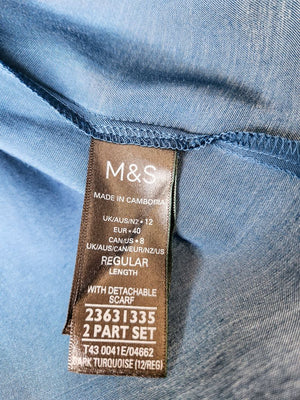 M&S
MADE IN CAMBODIA
UK/AUS/NZ • 12
EUR • 40
CAN/US • 8
UK/AUS/CAN/EUR/NZ/US
REGULAR
LENGTH
WITH DETACHABLE
SCARF
23631335
2 PART SET
T43 0041E/04662
DARK TURQUOISE (12/REG)